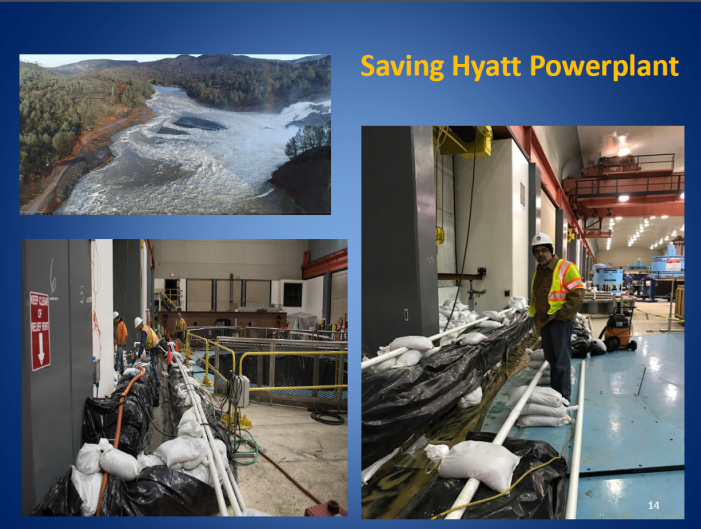 Saving Hyatt Powerplant
KEEP CLEAR
OF
RELIEF VENT
14